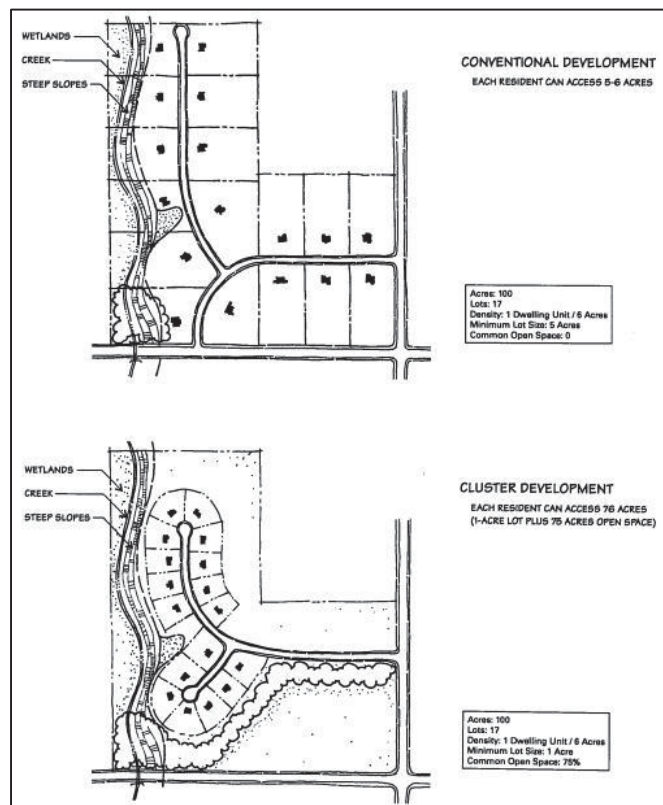 WETLANDS
CREEK
STEEP SLOPES
CONVENTIONAL DEVELOPMENT
EACH RESIDENT CAN ACCESS 5-6 ACRES
Acres: 100
Lots: 17
Density: 1 Dwelling Unit / 6 Acres
Minimum Lot Size: 5 Acres
Common Open Space: 0
WETLANDS
CREEK
STEEP SLOPES
CLUSTER DEVELOPMENT
EACH RESIDENT CAN ACCESS 76 ACRES
(1-ACRE LOT PLUS 75 ACRES OPEN SPACE)
Acres: 100
Lots: 17
Density: 1 Dwelling Unit / 6 Acres
Minimum Lot Size: 1 Acre
Common Open Space: 75%